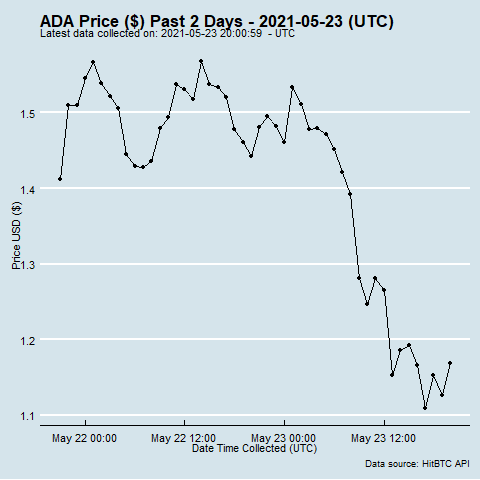 ADA Price ($) Past 2 Days - 2021-05-23 (UTC)
Latest data collected on: 2021-05-23 20:00:59 - UTC
Price USD ($)
1.5
1.4
1.3
1.2
1.1
May 22 00:00 May 22 12:00 May 23 00:00 May 23 12:00
Date Time Collected (UTC)
Data source: HitBTC API